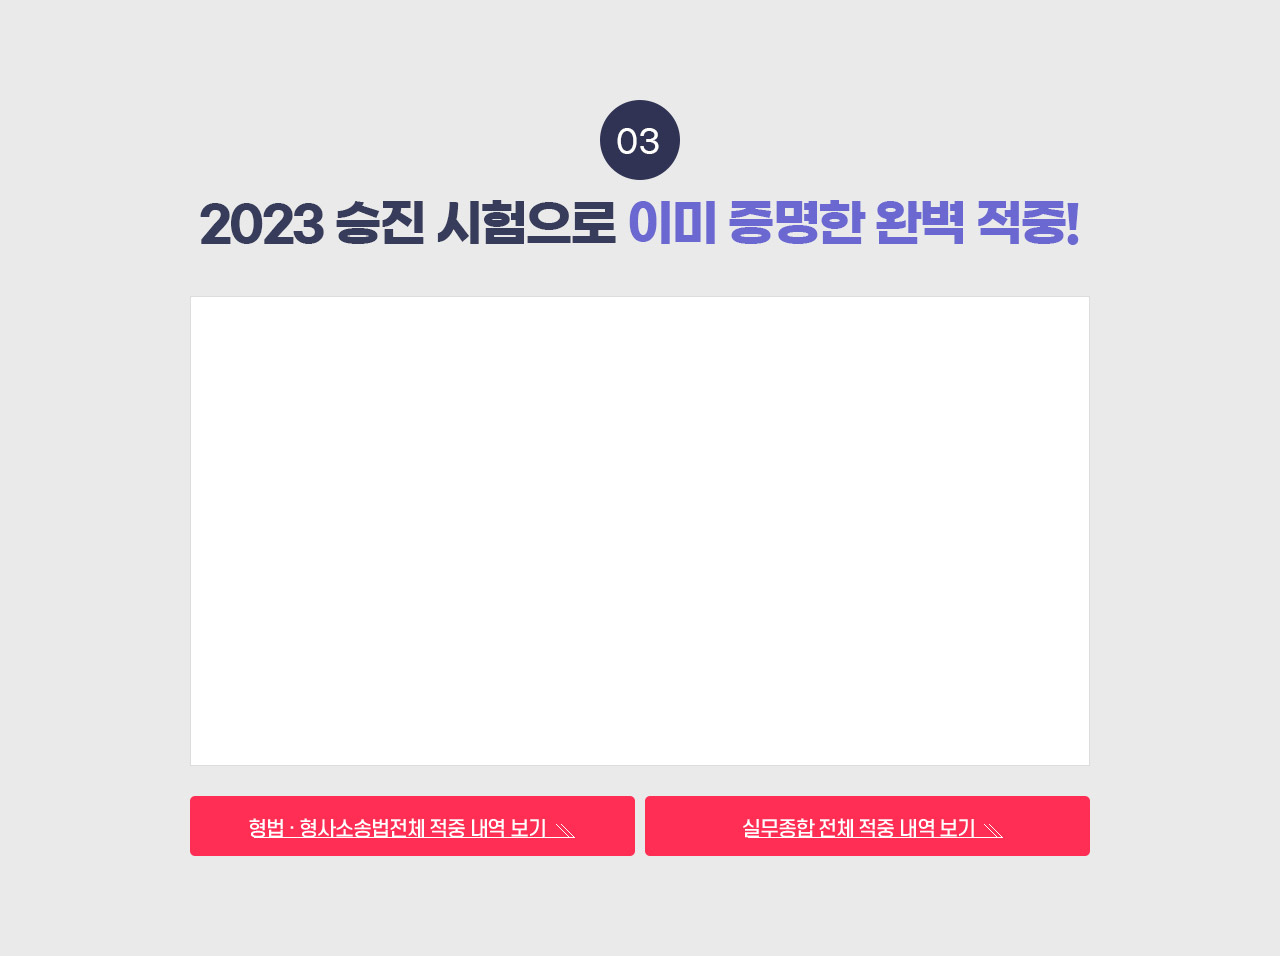 03
2023 승진 시험으로 이미 증명한 완벽 적중!
형법 · 형사소송법전체 적중 내역 보기
실무종합 전체 적중 내역 보기